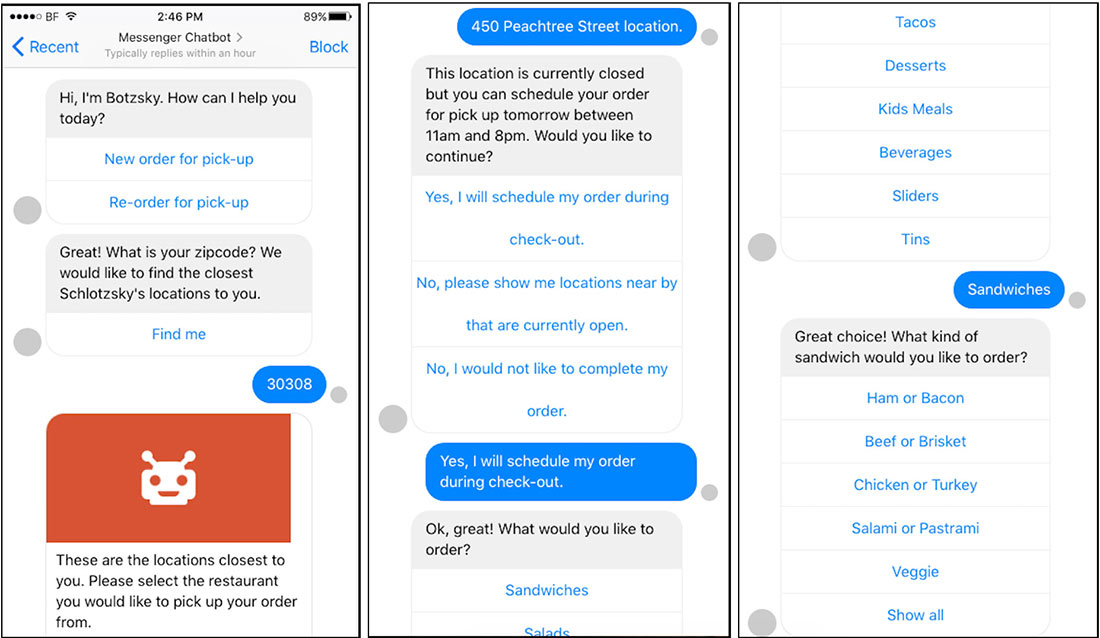 BF
2:46 PM
89%
Recent
Messenger Chatbot >
Typically replies within an hour
Block
Hi, I'm Botzsky. How can I help you
today?
New order for pick-up
Re-order for pick-up
Great! What is your zipcode? We
would like to find the closest
Schlotzsky's locations to you.
Find me
30308
These are the locations closest to
you. Please select the restaurant
you would like to pick up your order
from.
450 Peachtree Street location.
This location is currently closed
but you can schedule your order
for pick up tomorrow between
11am and 8pm. Would you like to
continue?
Yes, I will schedule my order during
check-out.
No, please show me locations near by
that are currently open.
No, I would not like to complete my
order.
Yes, I will schedule my order
during check-out.
Ok, great! What would you like to
order?
Sandwiches
Salads
Tacos
Desserts
Kids Meals
Beverages
Sliders
Tins
Sandwiches
Great choice! What kind of
sandwich would you like to order?
Ham or Bacon
Beef or Brisket
Chicken or Turkey
Salami or Pastrami
Veggie
Show all